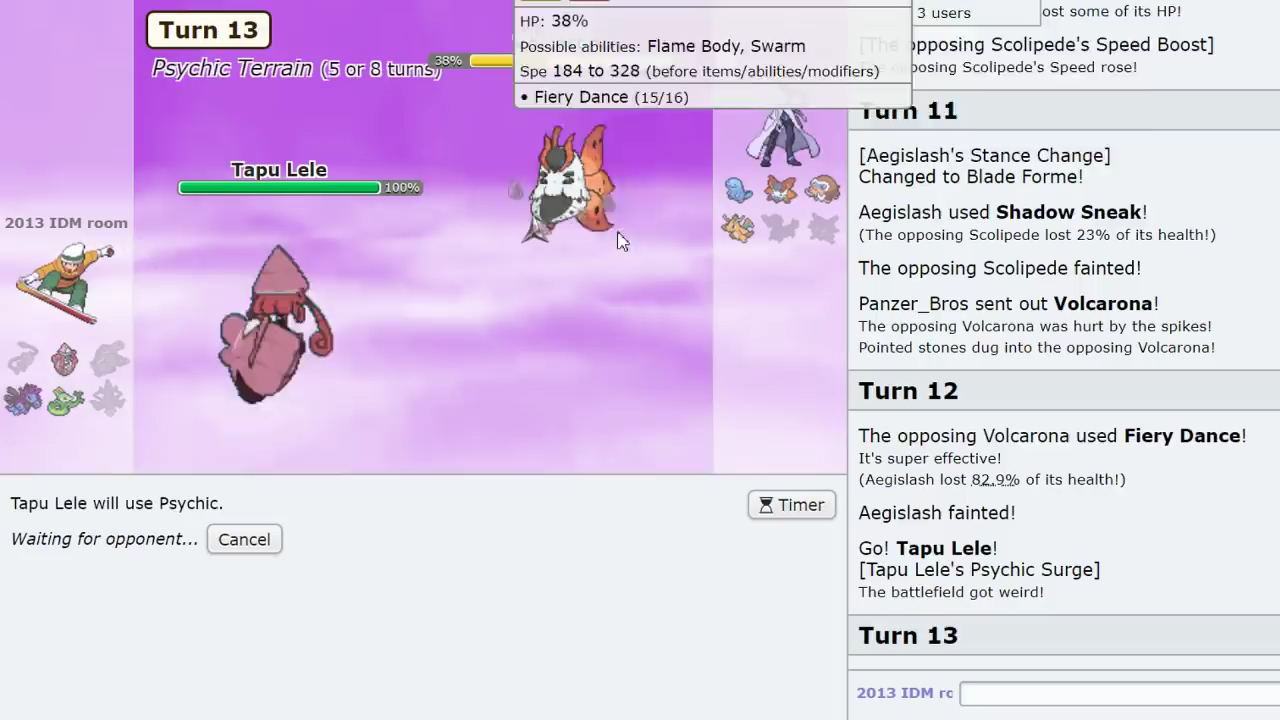 Turn 13
Psychic Terrain (5 or 8 turns)
38%
HP: 38%
Possible abilities: Flame Body, Swarm
Spe 184 to 328 (before items/abilities/modifiers)
• Fiery Dance (15/16)
Tapu Lele
100%
2013 IDM room
Tapu Lele will use Psychic.
Timer
Waiting for opponent...
Cancel
3 users
ost some of its HP!
[The opposing Scolipede's Speed Boost]
opposing Scolipede's Speed rose!
Turn 11
[Aegislash's Stance Change]
Changed to Blade Forme!
Aegislash used Shadow Sneak!
(The opposing Scolipede lost 23% of its health!)
The opposing Scolipede fainted!
Panzer_Bros sent out Volcarona!
The opposing Volcarona was hurt by the spikes!
Pointed stones dug into the opposing Volcarona!
Turn 12
The opposing Volcarona used Fiery Dance!
It's super effective!
(Aegislash lost 82.9% of its health!)
Aegislash fainted!
Go! Tapu Lele!
[Tapu Lele's Psychic Surge]
The battlefield got weird!
Turn 13
2013 IDM ro